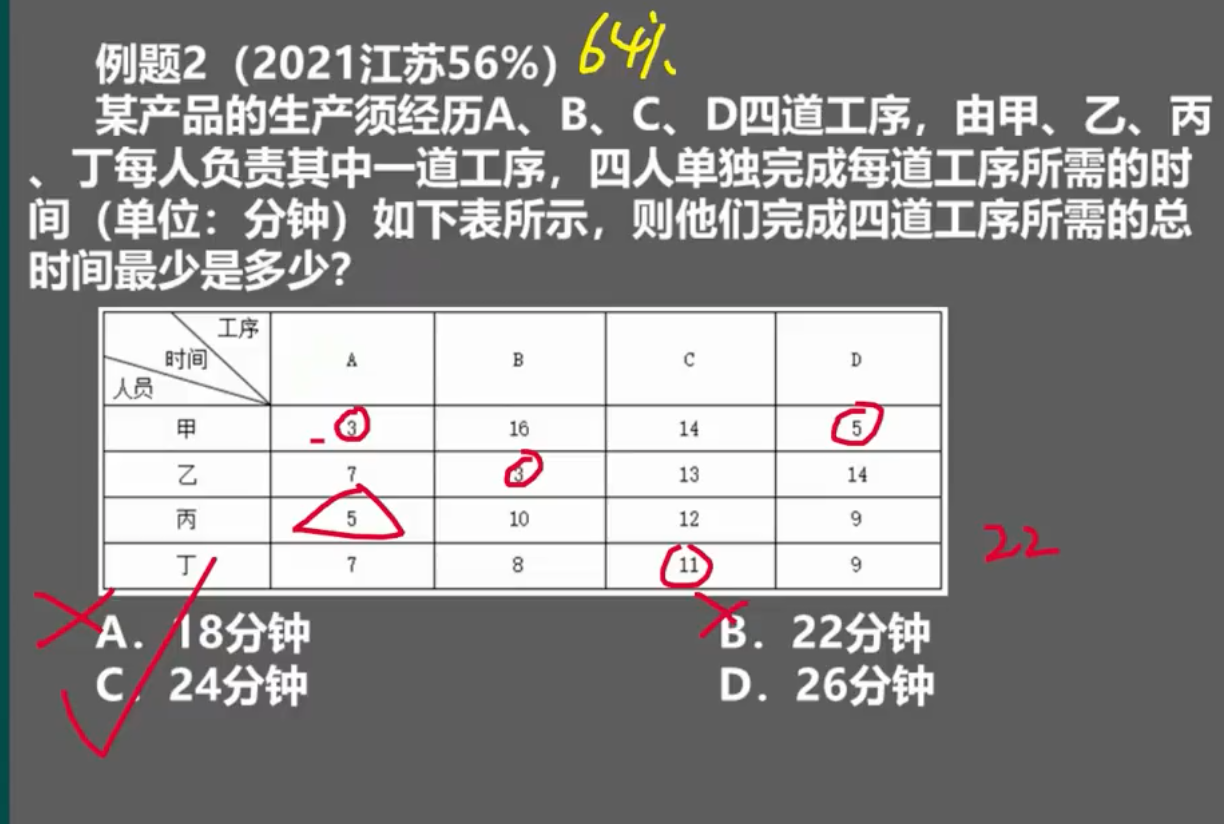 例题2（2021江苏56%） 64%
某产品的生产须经历A、B、C、D四道工序，由甲、乙、丙
、丁每人负责其中一道工序，四人单独完成每道工序所需的时
间（单位：分钟）如下表所示，则他们完成四道工序所需的总
时间最少是多少？
工序
时间
人员
A B C D
甲 3 16 14 5
乙 7 3 13 14
丙 5 10 12 9
22
丁 7 8 11 9
A．18分钟 B．22分钟
C．24分钟 D．26分钟